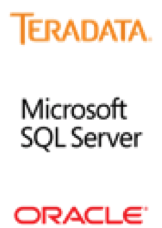 TERADATA.
Microsoft
SQL Server
ORACLE®